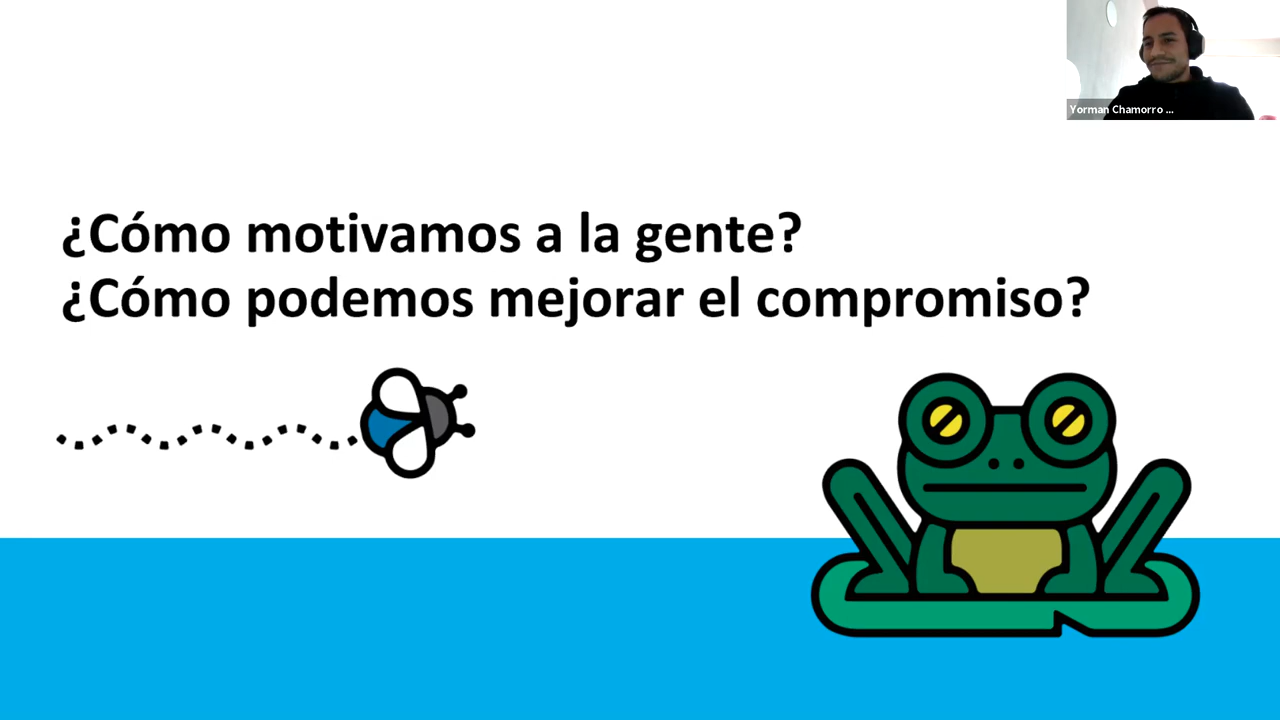 Yorman Chamorro ...
¿Cómo motivamos a la gente?
¿Cómo podemos mejorar el compromiso?